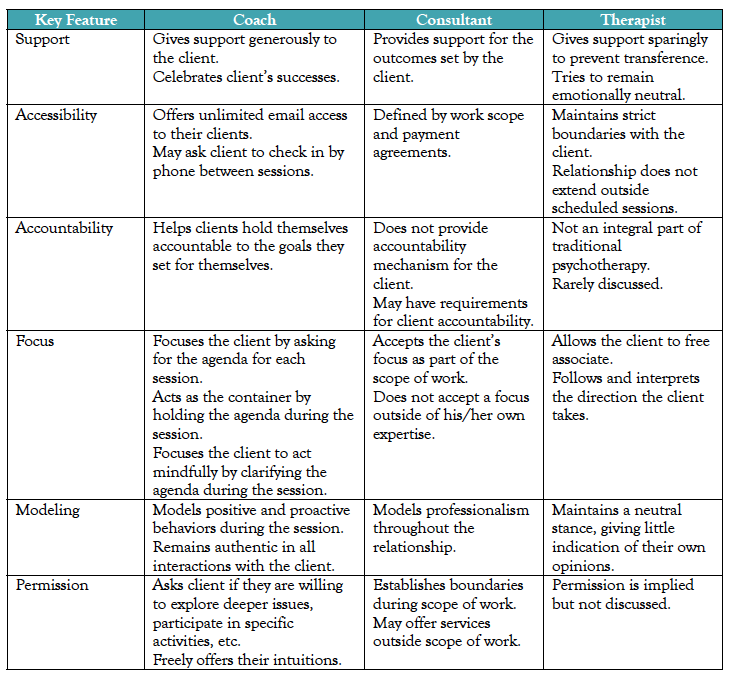 Key Feature Coach Consultant Therapist
Support
Gives support generously to
the client.
Celebrates client's successes.
Provides support for the
outcomes set by the
client.
Gives support sparingly
to prevent transference.
Tries to remain
emotionally neutral.
Accessibility
Offers unlimited email access
to their clients.
May ask client to check in by
phone between sessions.
Defined by work scope
and payment
agreements.
Maintains strict
boundaries with the
client.
Relationship does not
extend outside
scheduled sessions.
Accountability
Helps clients hold themselves
accountable to the goals they
set for themselves.
Does not provide
accountability
mechanism for the
client.
May have requirements
for client accountability.
Not an integral part of
traditional
psychotherapy.
Rarely discussed.
Focus
Focuses the client by asking
for the agenda for each
session.
Acts as the container by
holding the agenda during the
session.
Focuses the client to act
mindfully by clarifying the
agenda during the session.
Accepts the client's
focus as part of the
scope of work.
Does not accept a focus
outside of his/her own
expertise.
Allows the client to free
associate.
Follows and interprets
the direction the client
takes.
Modeling
Models positive and proactive
behaviors during the session.
Remains authentic in all
interactions with the client.
Models professionalism
throughout the
relationship.
Maintains a neutral
stance, giving little
indication of their own
opinions.
Permission
Asks client if they are willing
to explore deeper issues,
participate in specific
activities, etc.
Freely offers their intuitions.
Establishes boundaries
during scope of work.
May offer services
outside scope of work.
Permission is implied
but not discussed.